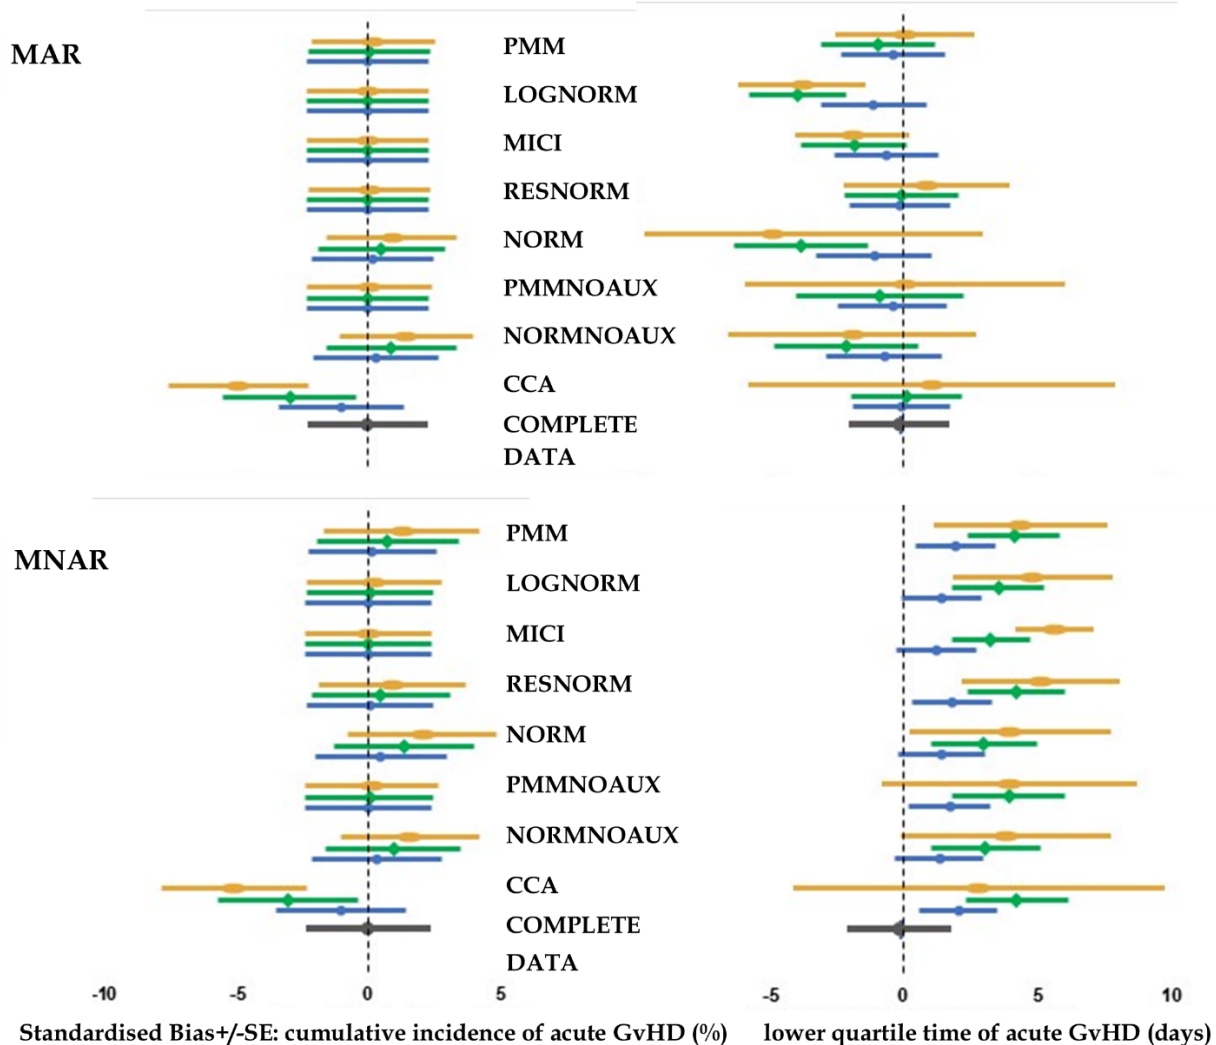 MAR
PMM
LOGNORM
MICI
RESNORM
NORM
PMMNOAUX
NORMNOAUX
CCA
COMPLETE
DATA
MNAR
PMM
LOGNORM
MICI
RESNORM
NORM
PMMNOAUX
NORMNOAUX
CCA
COMPLETE
DATA
-10 -5 0 5 -5 0 5 10
Standardised Bias+/-SE: cumulative incidence of acute GvHD (%) lower quartile time of acute GvHD (days)